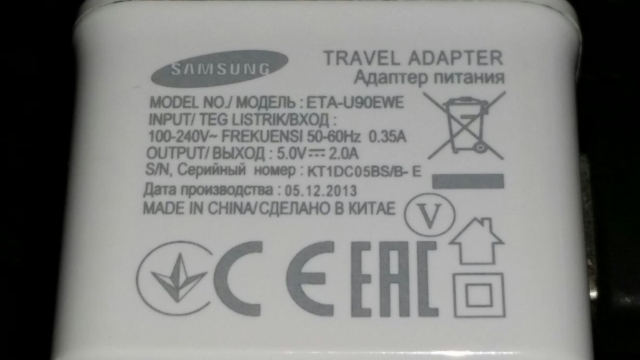 SAMSUNG
TRAVEL ADAPTER
Адаптер питания
MODEL NO./ МОДЕЛЬ : ETA-U90EWE
INPUT/ TEG LISTRIK/ВХОД :
100-240V~ FREKUENSI 50-60Hz 0.35A
OUTPUT/ ВЫХОД : 5.0V⎓ 2.0A
S/N, Серийный номер : KT1DC05BS/B- E
Дата производства : 05.12.2013
MADE IN CHINA/СДЕЛАНО В КИТАЕ
V
CE EAC